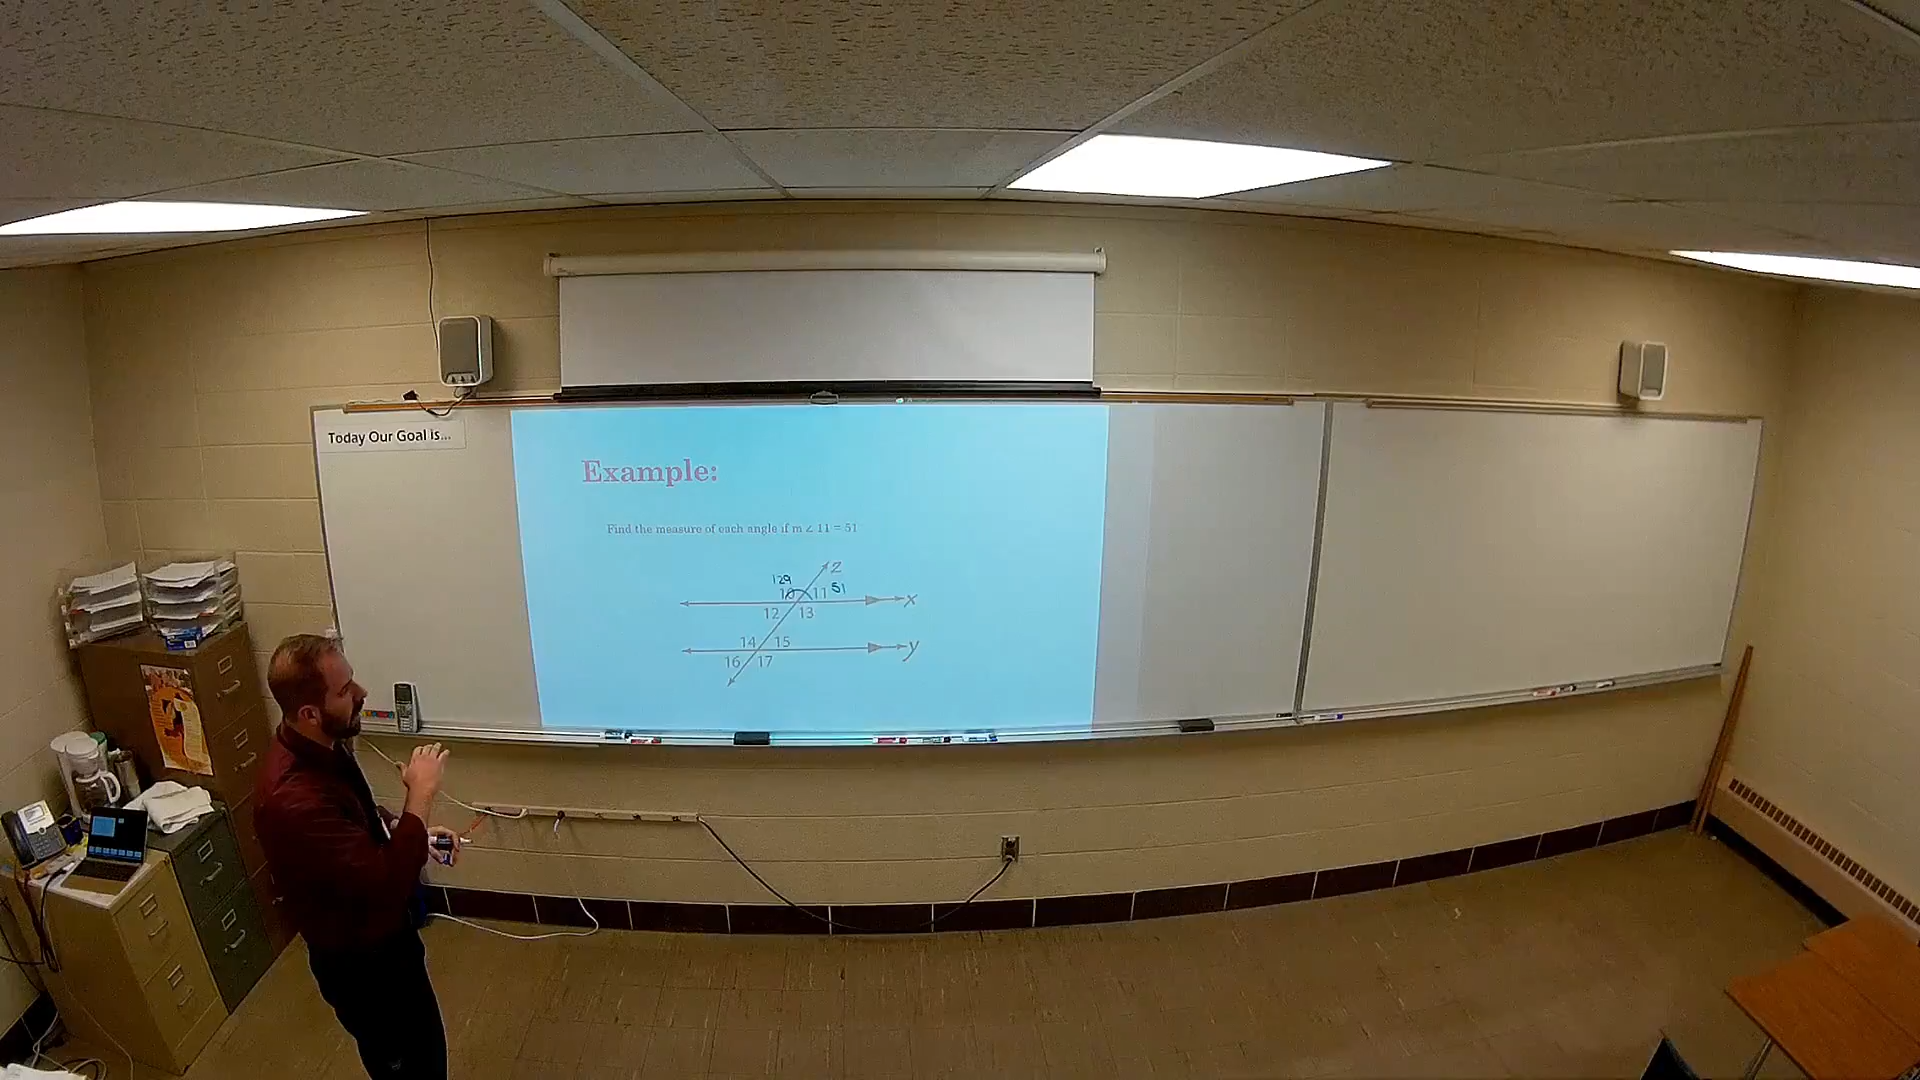 Today Our Goal is...
Example:
Find the measure of each angle if m ∠ 11 = 51
z
129
10 11 51
x
12 13
14 15
y
16 17